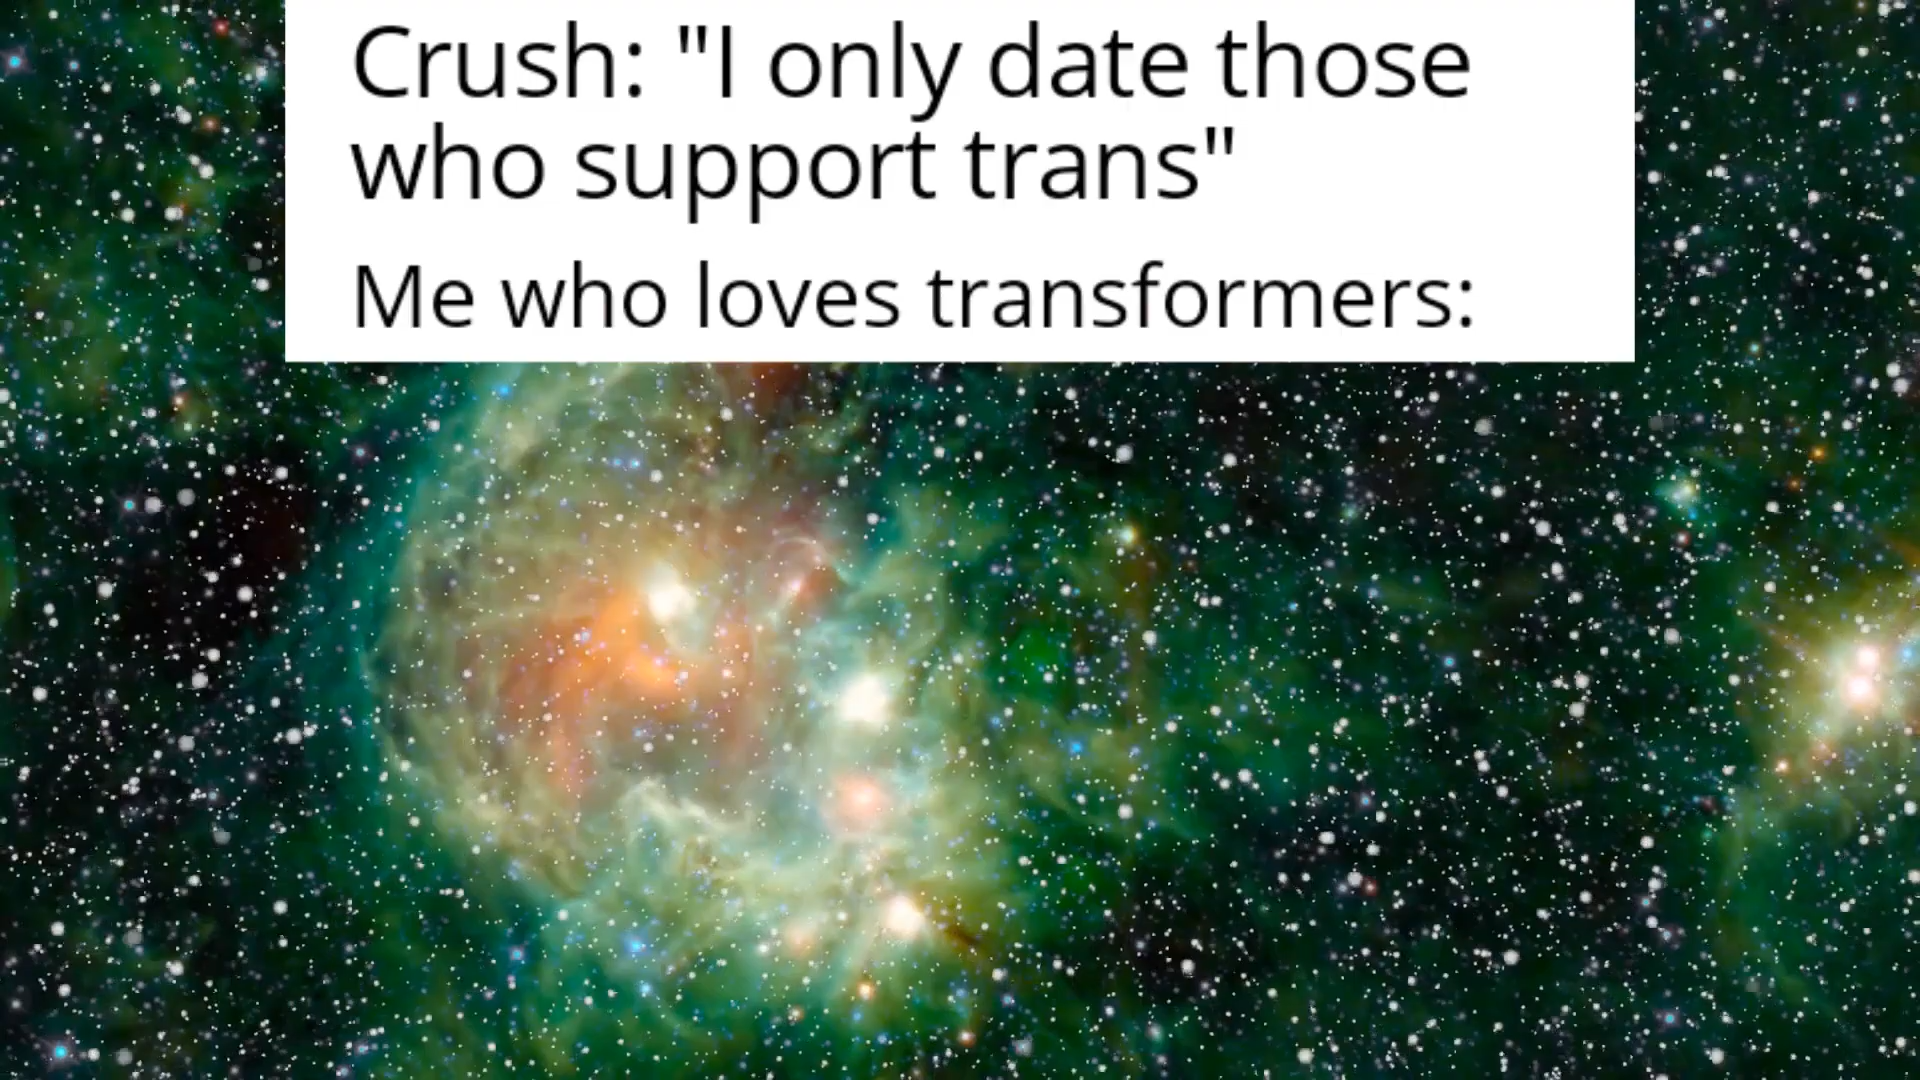 Crush: "I only date those
who support trans"
Me who loves transformers: